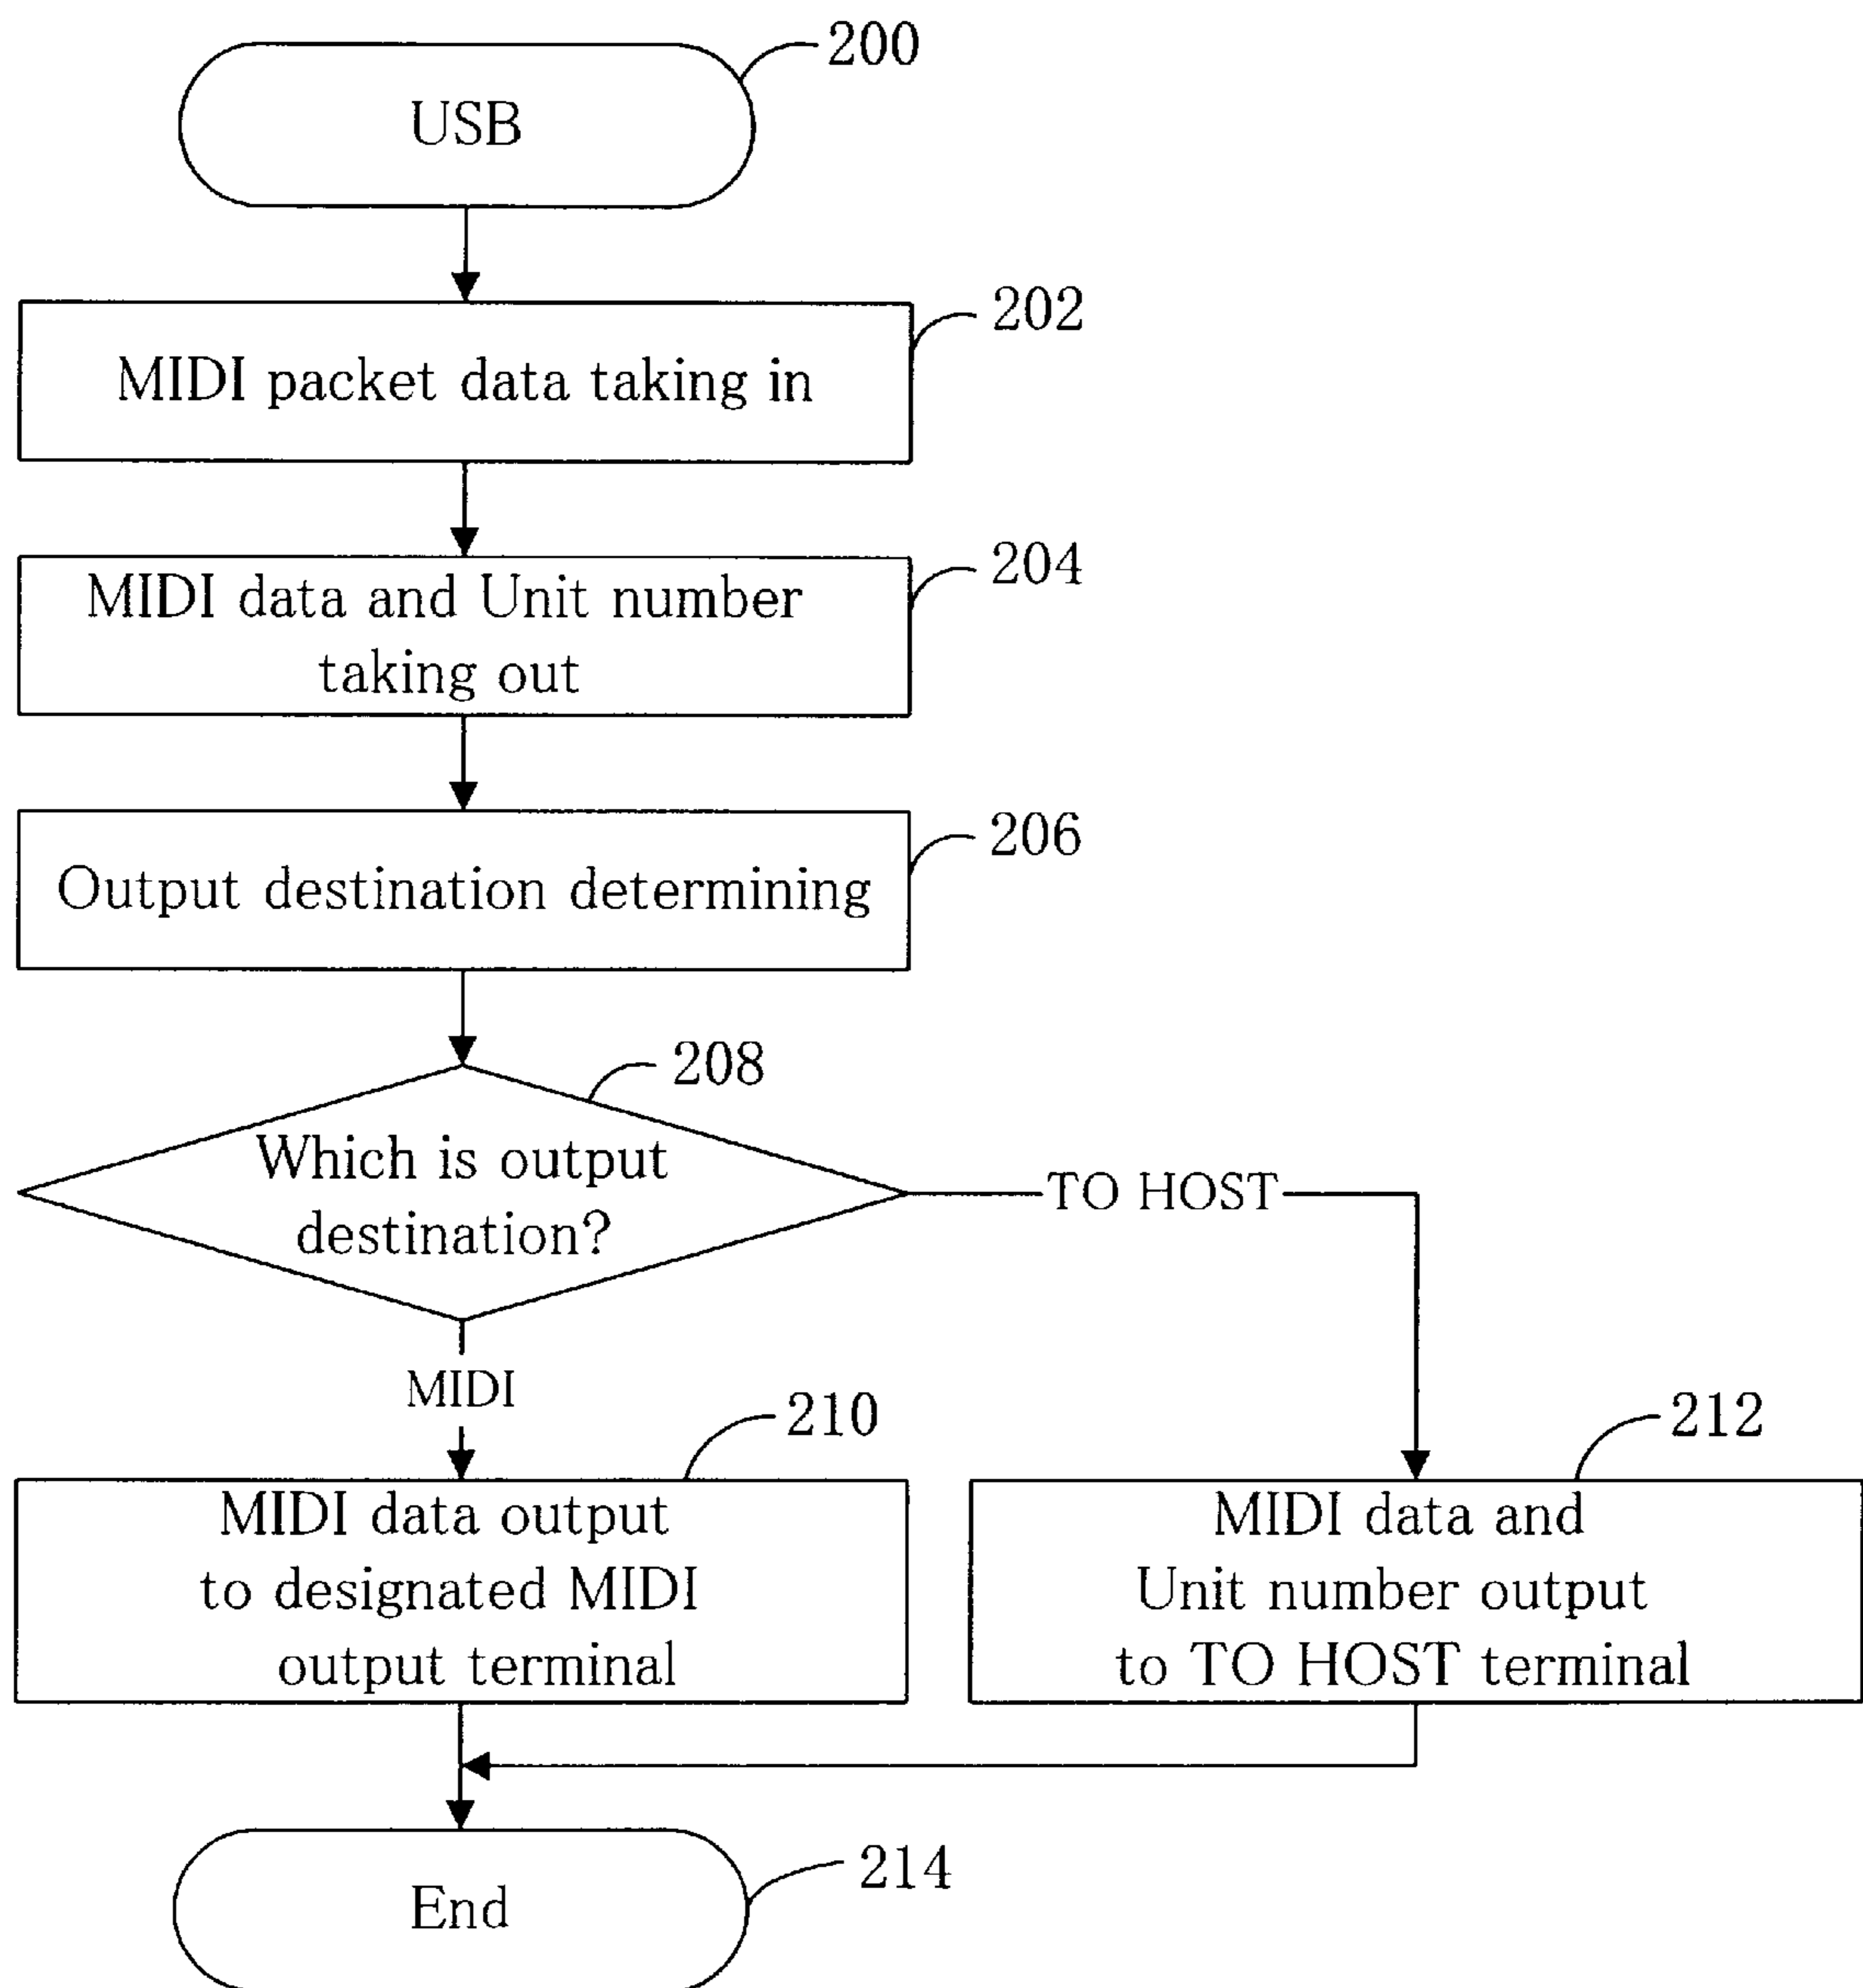 200
USB
202
MIDI packet data taking in
204
MIDI data and Unit number
taking out
206
Output destination determining
208
Which is output
destination?
TO HOST
MIDI
210
MIDI data output
to designated MIDI
output terminal
212
MIDI data and
Unit number output
to TO HOST terminal
214
End